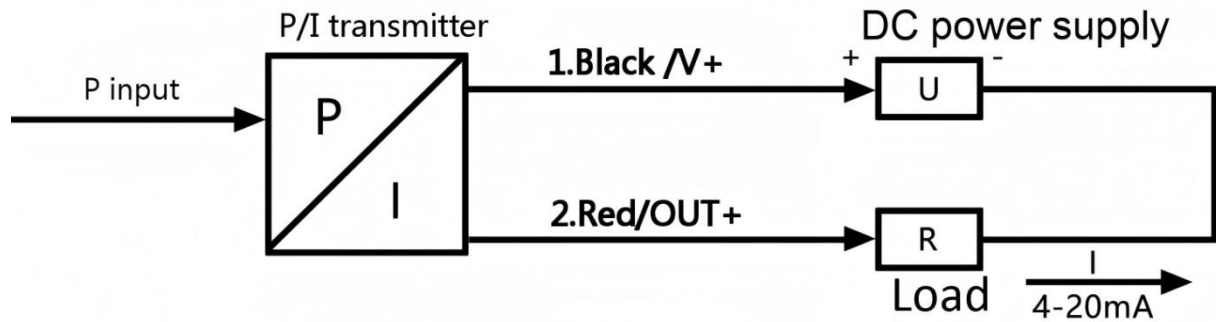 P/I transmitter
DC power supply
1.Black /V+
+ U -
P input
P
I
2.Red/OUT+
R
Load
I
4-20mA